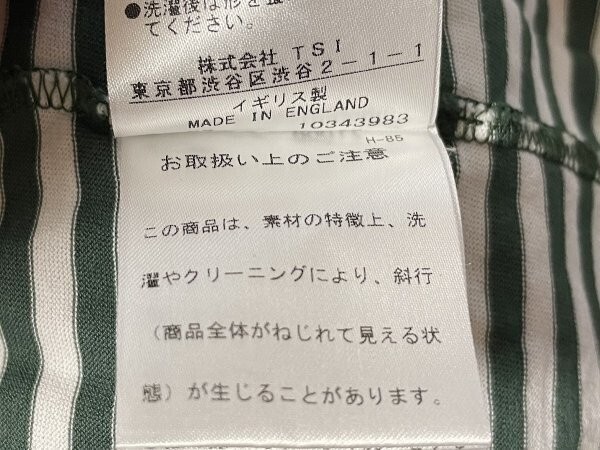 ●洗濯後は形を整
てください。
株式会社 TSI
東京都渋谷区渋谷2-1-1
イギリス製
MADE IN ENGLAND
10343983
H-85
お取扱い上のご注意
この商品は、素材の特徴上、洗
濯やクリーニングにより、斜行
（商品全体がねじれて見える状
態）が生じることがあります。